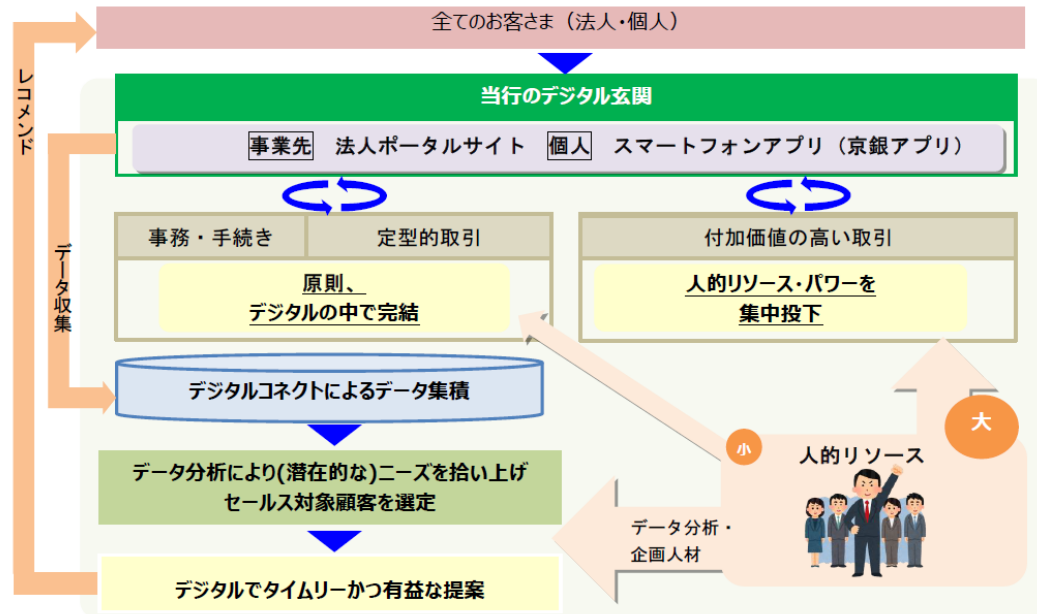 全てのお客さま（法人・個人）
当行のデジタル玄関
事業先 法人ポータルサイト 個人 スマートフォンアプリ（京銀アプリ）
レコメンド
データ収集
事務・手続き
定型的取引
原則、
デジタルの中で完結
付加価値の高い取引
人的リソース・パワーを
集中投下
デジタルコネクトによるデータ集積
データ分析により(潜在的な)ニーズを拾い上げ
セールス対象顧客を選定
デジタルでタイムリーかつ有益な提案
小
大
人的リソース
データ分析・
企画人材